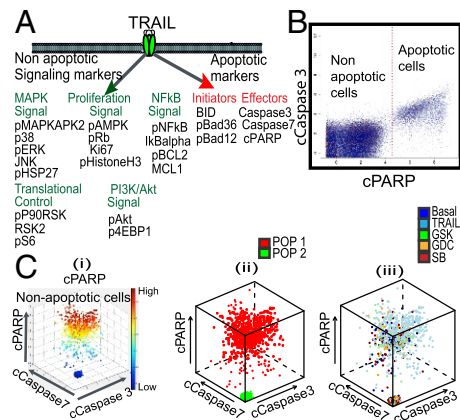 A
TRAIL
Non apoptotic
Signaling markers
Apoptotic
markers
MAPK
Signal
pMAPKAPK2
p38
pERK
JNK
pHSP27
Proliferation
Signal
pAMPK
pRb
Ki67
pHistoneH3
NFkB
Signal
pNFkB
IkBalpha
pBCL2
MCL1
Initiators
BID
pBad36
pBad12
Effectors
Caspase3
Caspase7
cPARP
Translational
Control
pP90RSK
RSK2
pS6
PI3K/Akt
Signal
pAkt
p4EBP1
B
cCaspase 3
Non
apoptotic
cells
Apoptotic
cells
cPARP
C
(i)
cPARP
Non-apoptotic cells
High
Low
cPARP
cCaspase7
cCaspase 3
(ii)
POP 1
POP 2
cPARP
cCaspase7
cCaspase3
(iii)
Basal
TRAIL
GSK
GDC
SB
cPARP
cCaspase7
cCaspase3